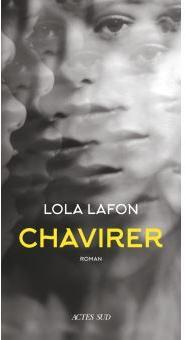 LOLA LAFON
CHAVIRER
ROMAN
ACTES SUD